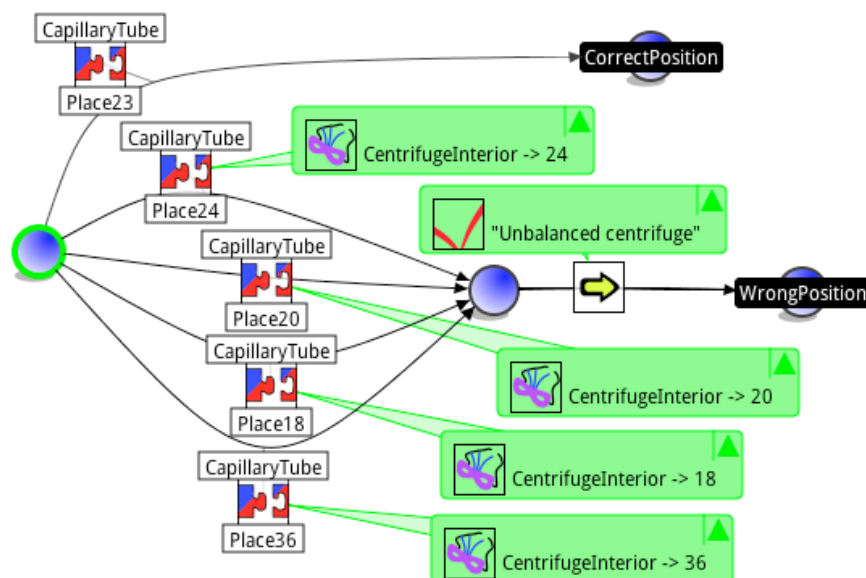 CapillaryTube
Place23
CorrectPosition
CapillaryTube
Place24
CentrifugeInterior -> 24
"Unbalanced centrifuge"
CapillaryTube
Place20
WrongPosition
CapillaryTube
Place18
CentrifugeInterior -> 20
CapillaryTube
Place36
CentrifugeInterior -> 18
CentrifugeInterior -> 36